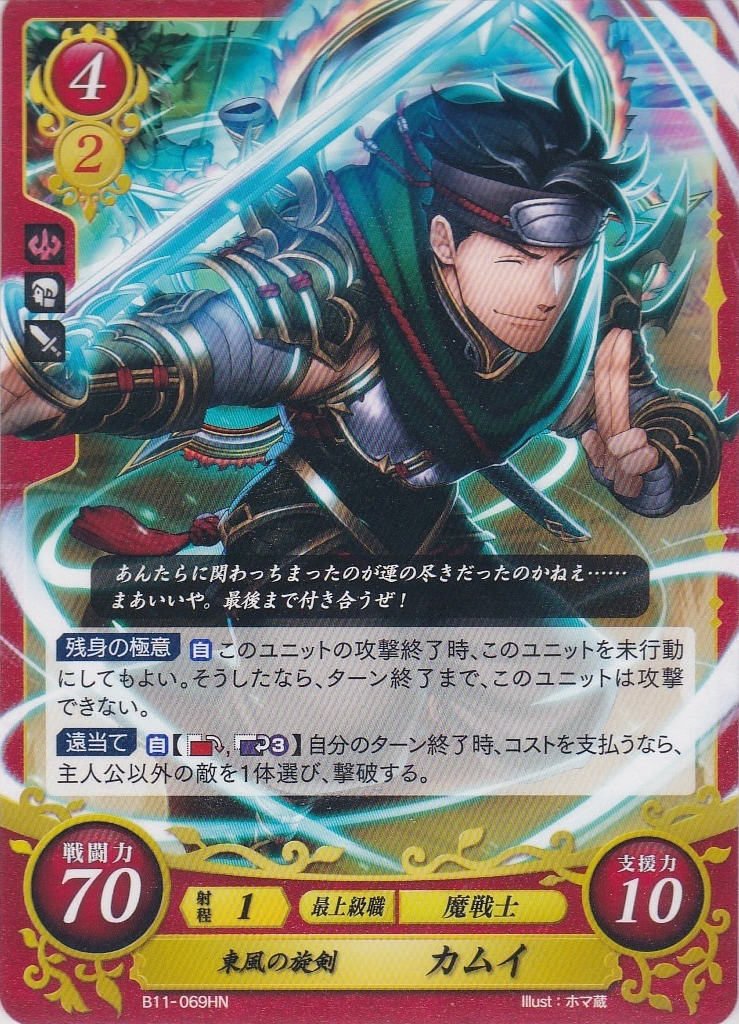 4
2
あんたらに関わっちまったのが運の尽きだったのかねえ……
まあいいや。最後まで付き合うぜ！
残身の極意 自 このユニットの攻撃終了時、このユニットを未行動
にしてもよい。そうしたなら、ターン終了まで、このユニットは攻撃
できない。
遠当て 自【 , 3】自分のターン終了時、コストを支払うなら、
主人公以外の敵を1体選び、撃破する。
戦闘力
70
射程 1
最上級職 魔戦士
支援力
10
東風の旋剣 カムイ
B11-069HN Illust：ホマ蔵